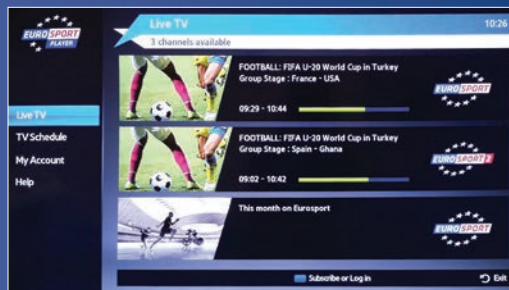 EUROSPORT
PLAYER
Live TV
10:26
3 channels available
Live TV
TV Schedule
My Account
Help
FOOTBALL: FIFA U-20 World Cup in Turkey
Group Stage : France - USA
09:29 - 10:44
EUROSPORT
FOOTBALL: FIFA U-20 World Cup in Turkey
Group Stage : Spain - Ghana
09:02 - 10:42
EUROSPORT 2
This month on Eurosport
EUROSPORT
Subscribe or Log in
Exit